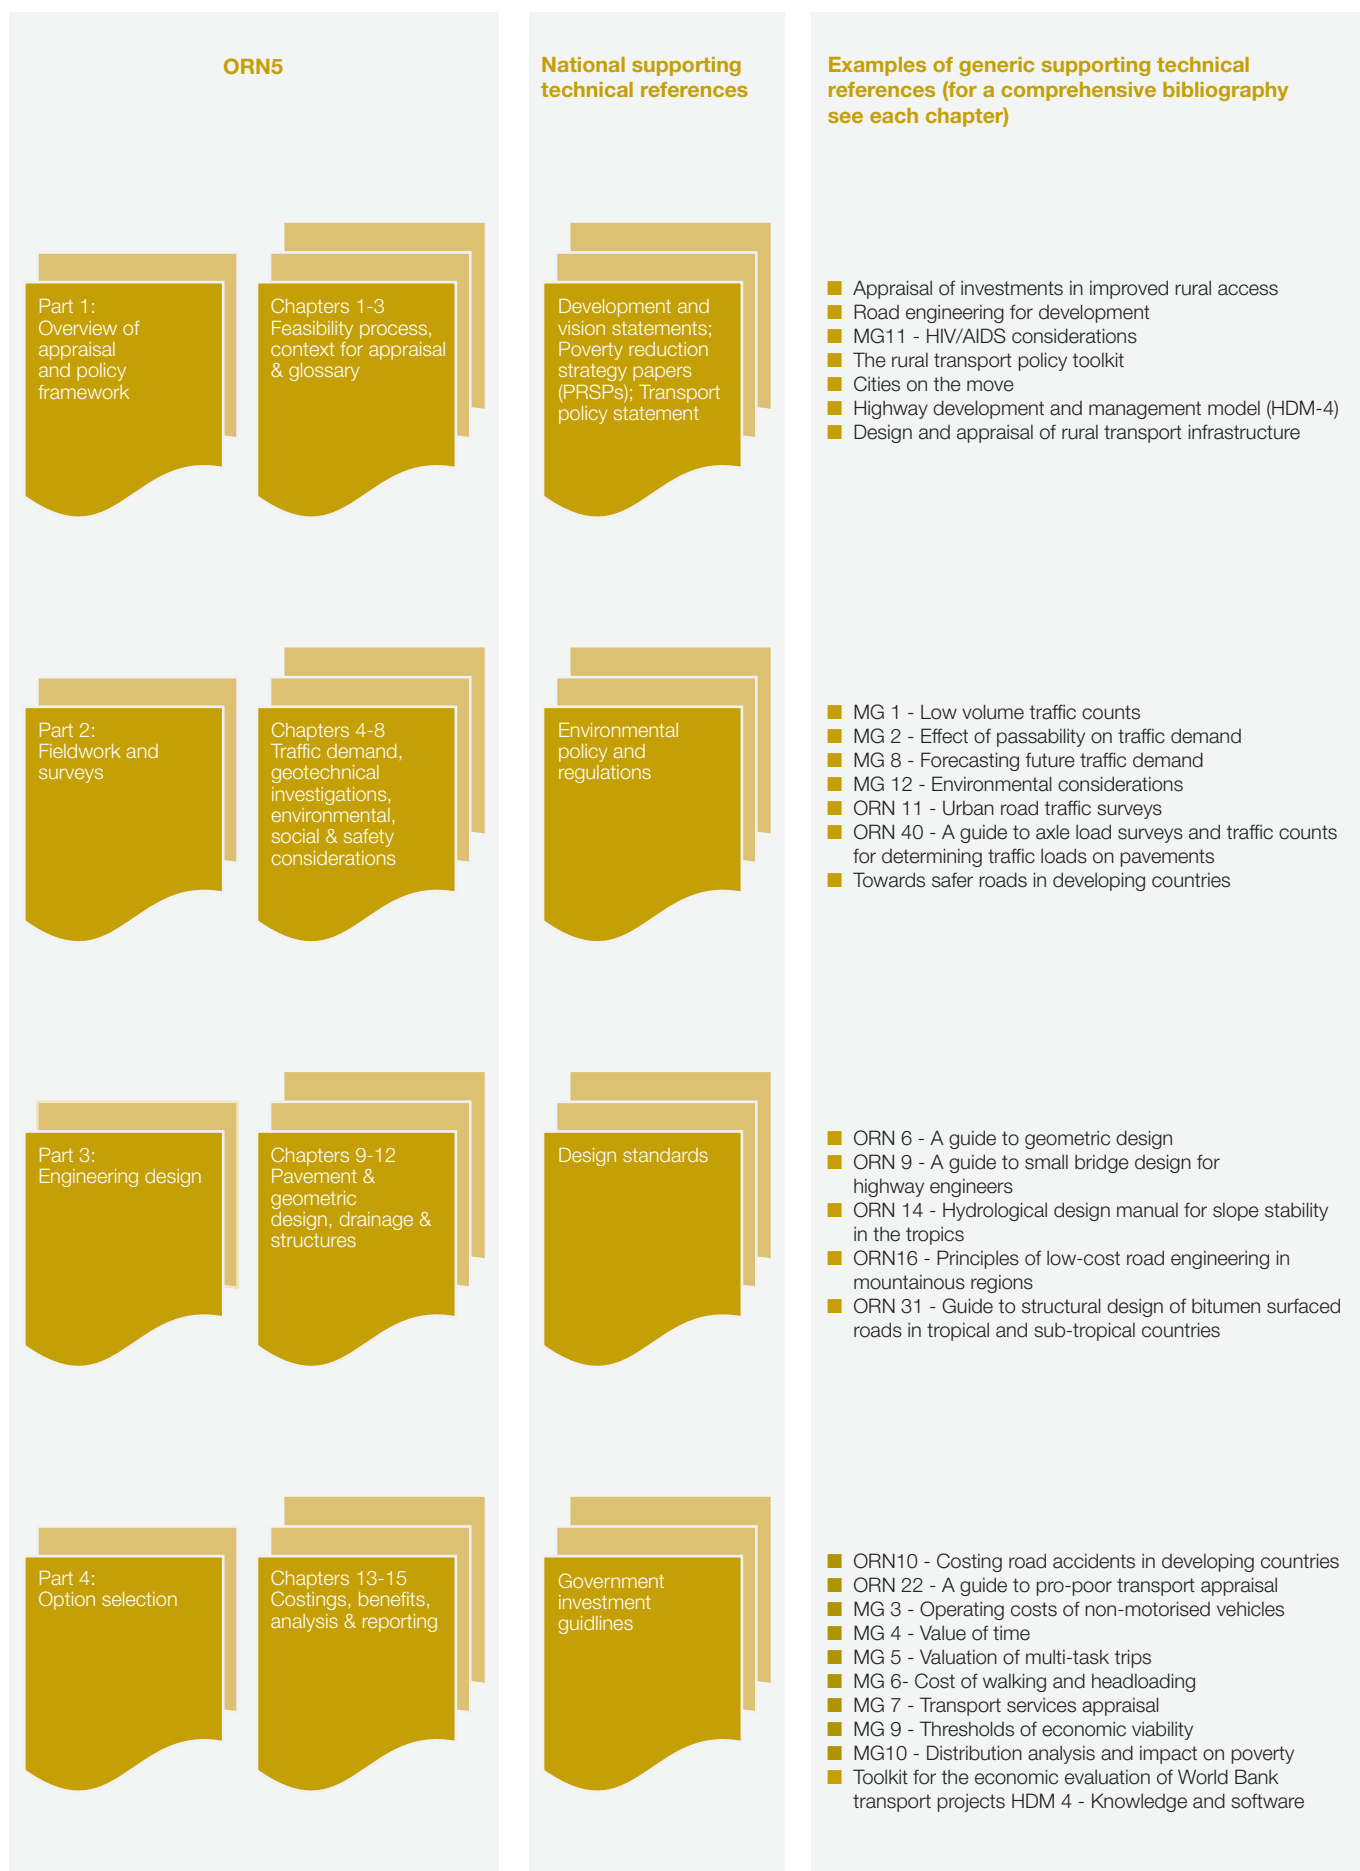 ORN5
National supporting
technical references
Examples of generic supporting technical
references (for a comprehensive bibliography
see each chapter)
Part 1:
Overview of
appraisal
and policy
framework
Chapters 1-3
Feasibility process,
context for appraisal
& glossary
Development and
vision statements;
Poverty reduction
strategy papers
(PRSPs); Transport
policy statement
Appraisal of investments in improved rural access
Road engineering for development
MG11 - HIV/AIDS considerations
The rural transport policy toolkit
Cities on the move
Highway development and management model (HDM-4)
Design and appraisal of rural transport infrastructure
Part 2:
Fieldwork and
surveys
Chapters 4-8
Traffic demand,
geotechnical
investigations,
environmental,
social & safety
considerations
Environmental
policy and
regulations
MG 1 - Low volume traffic counts
MG 2 - Effect of passability on traffic demand
MG 8 - Forecasting future traffic demand
MG 12 - Environmental considerations
ORN 11 - Urban road traffic surveys
ORN 40 - A guide to axle load surveys and traffic counts
for determining traffic loads on pavements
Towards safer roads in developing countries
Part 3:
Engineering design
Chapters 9-12
Pavement &
geometric
design, drainage &
structures
Design standards
ORN 6 - A guide to geometric design
ORN 9 - A guide to small bridge design for
highway engineers
ORN 14 - Hydrological design manual for slope stability
in the tropics
ORN16 - Principles of low-cost road engineering in
mountainous regions
ORN 31 - Guide to structural design of bitumen surfaced
roads in tropical and sub-tropical countries
Part 4:
Option selection
Chapters 13-15
Costings, benefits,
analysis & reporting
Government
investment
guidlines
ORN10 - Costing road accidents in developing countries
ORN 22 - A guide to pro-poor transport appraisal
MG 3 - Operating costs of non-motorised vehicles
MG 4 - Value of time
MG 5 - Valuation of multi-task trips
MG 6- Cost of walking and headloading
MG 7 - Transport services appraisal
MG 9 - Thresholds of economic viability
MG10 - Distribution analysis and impact on poverty
Toolkit for the economic evaluation of World Bank
transport projects HDM 4 - Knowledge and software